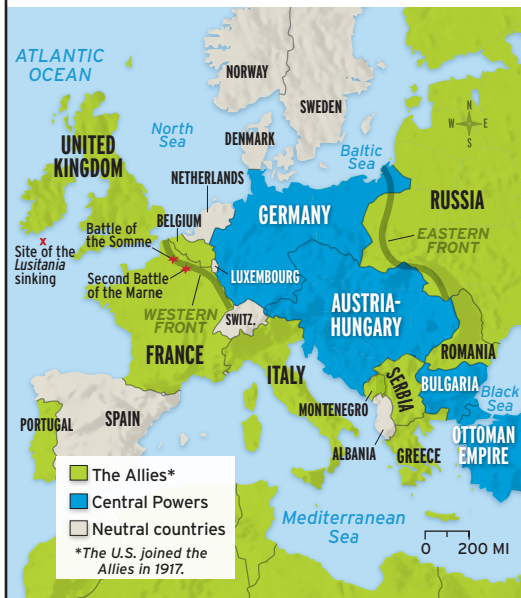 ATLANTIC
OCEAN
NORWAY
SWEDEN
N
W E
S
North
Sea
UNITED
KINGDOM
DENMARK
Baltic
Sea
NETHERLANDS
RUSSIA
BELGIUM
GERMANY
Battle of
the Somme
EASTERN
FRONT
x
Site of the
Lusitania
sinking
Second Battle
of the Marne
LUXEMBOURG
WESTERN
FRONT
SWITZ.
AUSTRIA-
HUNGARY
FRANCE
ROMANIA
ITALY
SERBIA
BULGARIA
Black
Sea
MONTENEGRO
PORTUGAL
SPAIN
OTTOMAN
EMPIRE
ALBANIA
GREECE
The Allies*
Central Powers
Neutral countries
*The U.S. joined the
Allies in 1917.
Mediterranean
Sea
0 200 MI